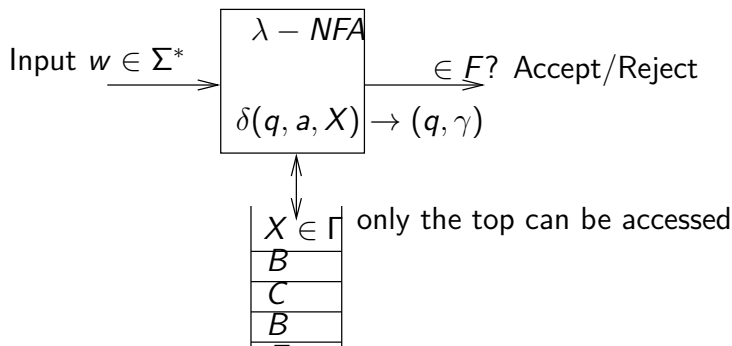 λ − NFA
Input w ∈ Σ*
∈ F? Accept/Reject
δ(q, a, X) → (q, γ)
X ∈ Γ only the top can be accessed
B
C
B